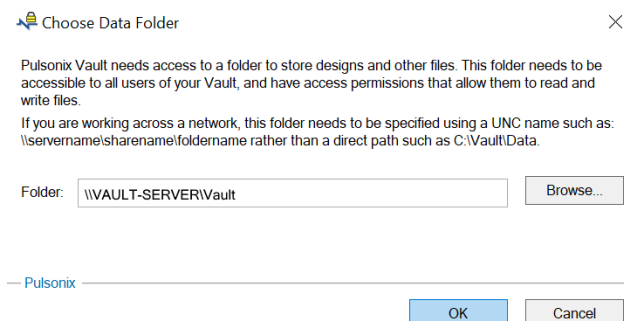 Choose Data Folder
Pulsonix Vault needs access to a folder to store designs and other files. This folder needs to be
accessible to all users of your Vault, and have access permissions that allow them to read and
write files.
If you are working across a network, this folder needs to be specified using a UNC name such as:
\\servername\sharename\foldername rather than a direct path such as C:\Vault\Data.
Folder: \\VAULT-SERVER\Vault Browse...
Pulsonix
OK Cancel